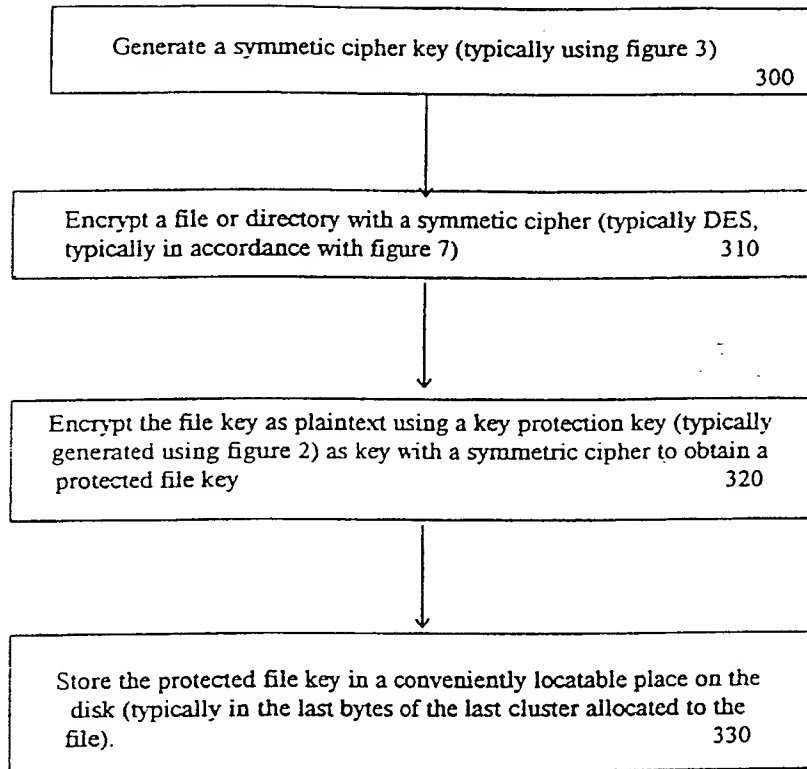 Generate a symmetic cipher key (typically using figure 3)
300
Encrypt a file or directory with a symmetic cipher (typically DES,
typically in accordance with figure 7) 310
Encrypt the file key as plaintext using a key protection key (typically
generated using figure 2) as key with a symmetric cipher to obtain a
protected file key 320
Store the protected file key in a conveniently locatable place on the
disk (typically in the last bytes of the last cluster allocated to the
file). 330